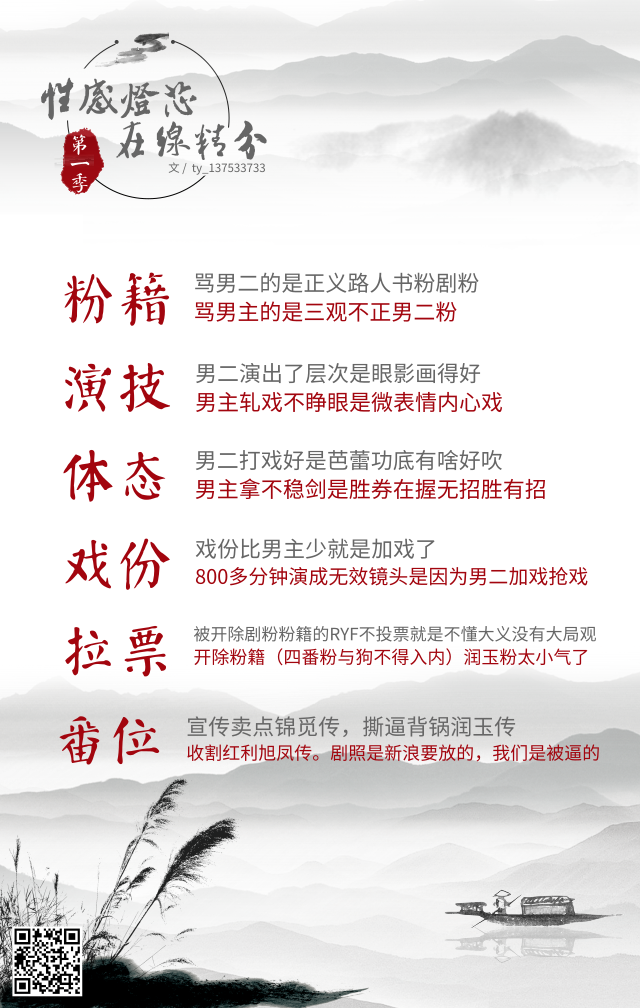 性感燈芯
在線精分
第一季
文 / ty_137533733
粉籍
骂男二的是正义路人书粉剧粉
骂男主的是三观不正男二粉
演技
男二演出了层次是眼影画得好
男主轧戏不睁眼是微表情内心戏
体态
男二打戏好是芭蕾功底有啥好吹
男主拿不稳剑是胜券在握无招胜有招
戏份
戏份比男主少就是加戏了
800多分钟演成无效镜头是因为男二加戏抢戏
拉票
被开除剧粉粉籍的RYF不投票就是不懂大义没有大局观
开除粉籍（四番粉与狗不得入内）润玉粉太小气了
番位
宣传卖点锦觅传，撕逼背锅润玉传
收割红利旭凤传。剧照是新浪要放的，我们是被逼的